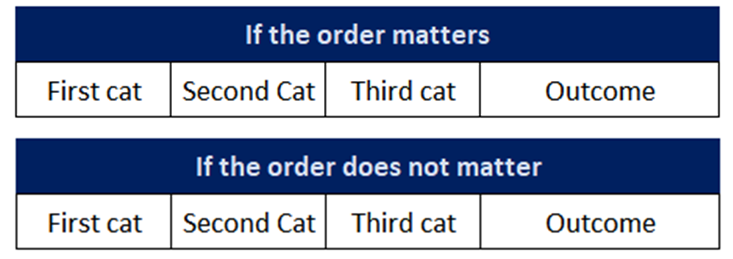 If the order matters
First cat Second Cat Third cat Outcome
If the order does not matter
First cat Second Cat Third cat Outcome